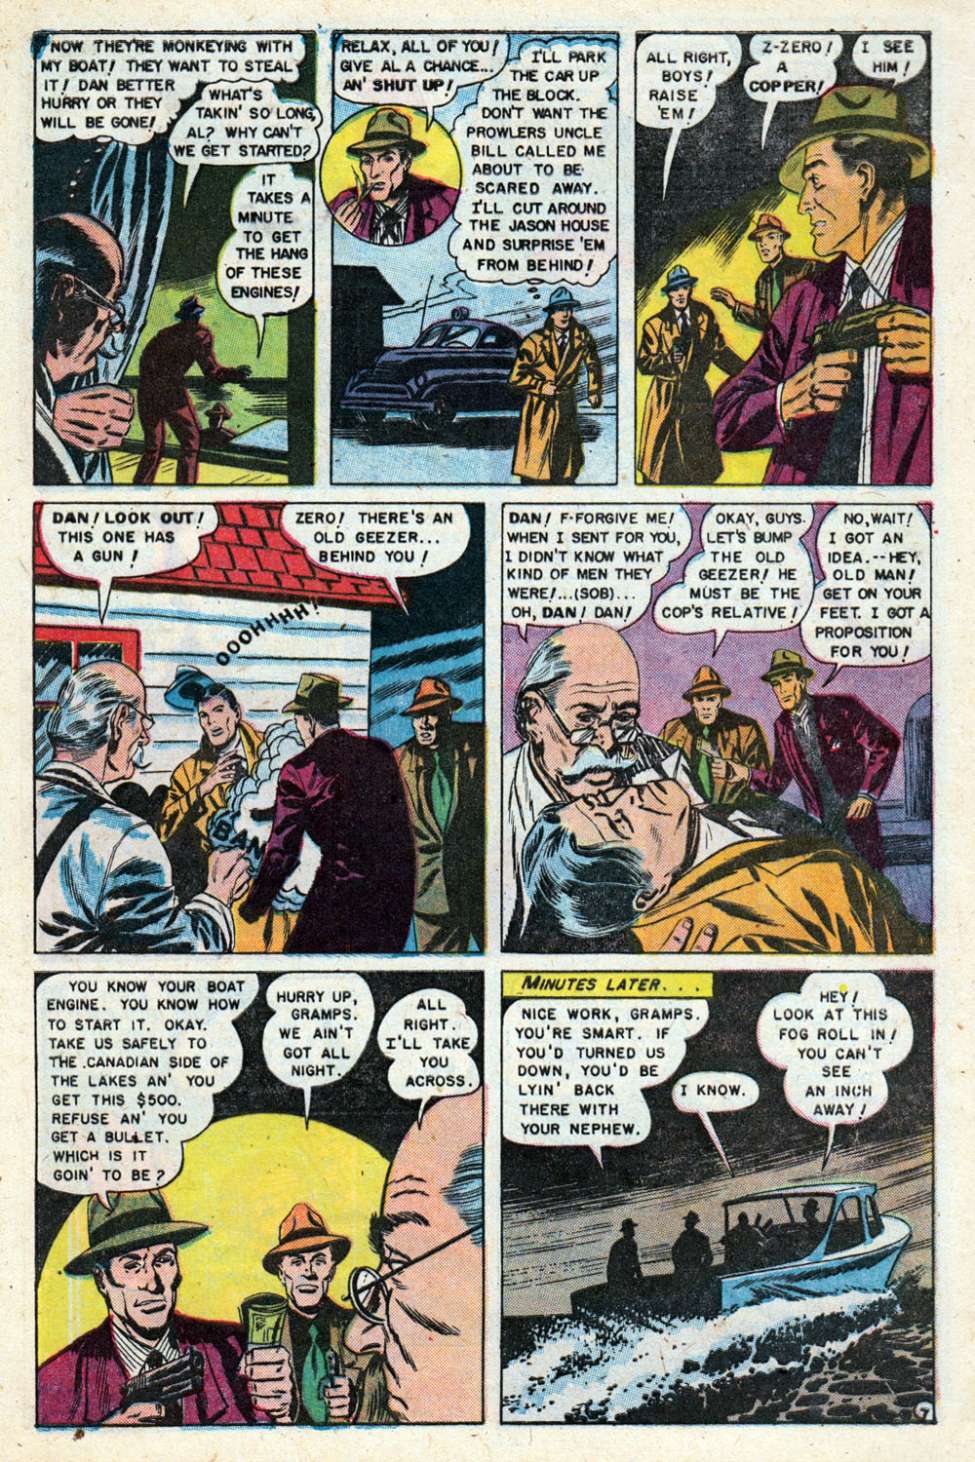 NOW THEY'RE MONKEYING WITH
MY BOAT! THEY WANT TO STEAL
IT! DAN BETTER
HURRY OR THEY
WILL BE GONE!
WHAT'S
TAKIN' SO LONG,
AL? WHY CAN'T
WE GET STARTED?
IT
TAKES A
MINUTE
TO GET
THE HANG
OF THESE
ENGINES!
RELAX, ALL OF YOU!
GIVE AL A CHANCE...
AN' SHUT UP!
I'LL PARK
THE CAR UP
THE BLOCK.
DON'T WANT THE
PROWLERS UNCLE
BILL CALLED ME
ABOUT TO BE
SCARED AWAY.
I'LL CUT AROUND
THE JASON HOUSE
AND SURPRISE 'EM
FROM BEHIND!
ALL RIGHT,
BOYS!
RAISE
'EM!
Z-ZERO!
A
COPPER!
I SEE
HIM!
DAN! LOOK OUT!
THIS ONE HAS
A GUN!
ZERO! THERE'S AN
OLD GEEZER...
BEHIND YOU!
OOOHHHH!
BANG
DAN! F-FORGIVE ME!
WHEN I SENT FOR YOU,
I DIDN'T KNOW WHAT
KIND OF MEN THEY
WERE!...(SOB)...
OH, DAN! DAN!
OKAY, GUYS.
LET'S BUMP
THE OLD
GEEZER! HE
MUST BE THE
COP'S RELATIVE!
NO, WAIT!
I GOT AN
IDEA.--HEY,
OLD MAN!
GET ON YOUR
FEET. I GOT A
PROPOSITION
FOR YOU!
YOU KNOW YOUR BOAT
ENGINE. YOU KNOW HOW
TO START IT. OKAY.
TAKE US SAFELY TO
THE CANADIAN SIDE OF
THE LAKES AN' YOU
GET THIS $500.
REFUSE AN' YOU
GET A BULLET.
WHICH IS IT
GOIN' TO BE?
HURRY UP,
GRAMPS.
WE AIN'T
GOT ALL
NIGHT.
ALL
RIGHT.
I'LL TAKE
YOU
ACROSS.
MINUTES LATER...
NICE WORK, GRAMPS.
YOU'RE SMART. IF
YOU'D TURNED US
DOWN, YOU'D BE
LYIN' BACK
THERE WITH
YOUR NEPHEW.
I KNOW.
HEY!
LOOK AT THIS
FOG ROLL IN!
YOU CAN'T
SEE
AN INCH
AWAY!
7